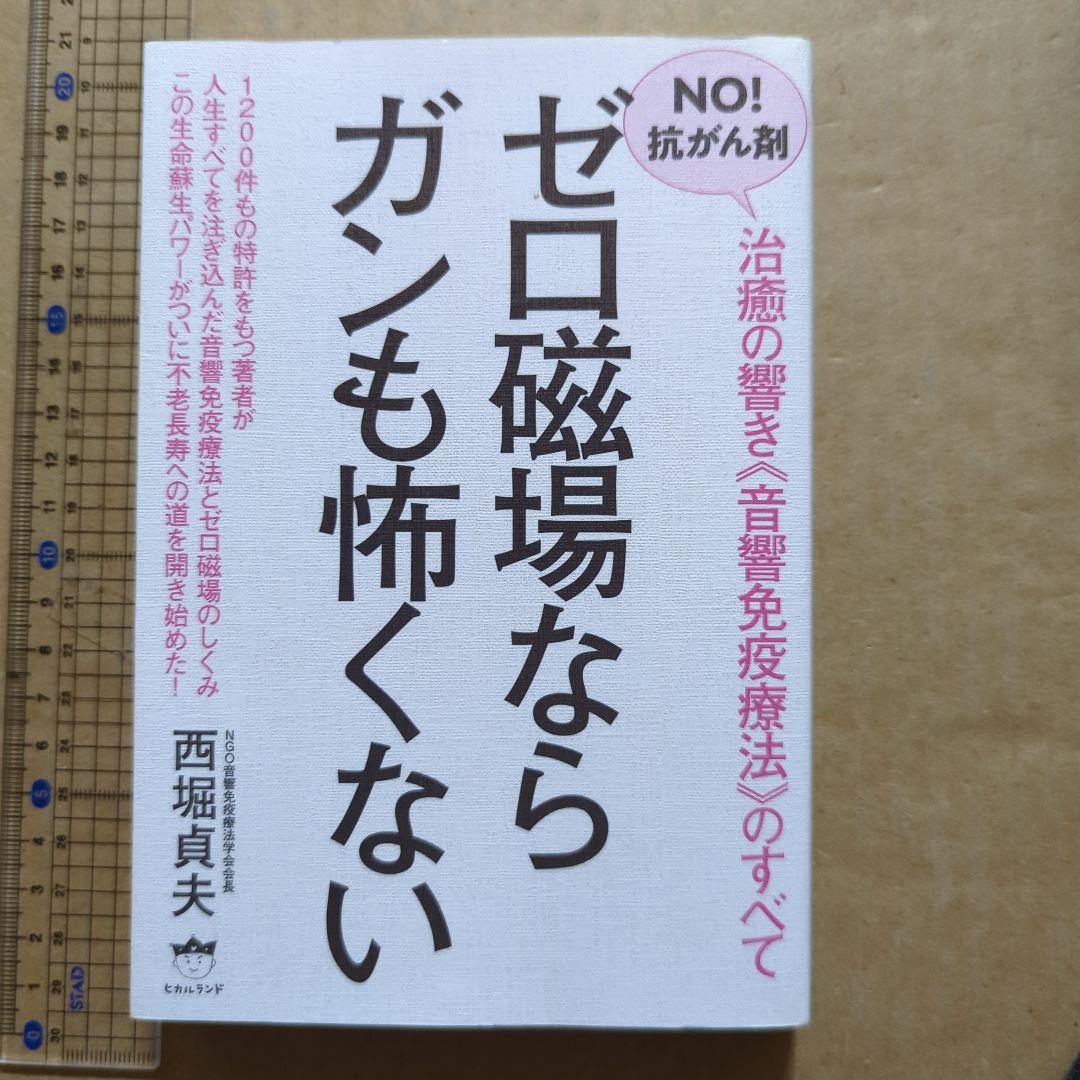 NO!
抗がん剤
治癒の響き《音響免疫療法》のすべて
ゼロ磁場なら
ガンも怖くない
1200件もの特許をもつ著者が
人生すべてを注ぎ込んだ音響免疫療法とゼロ磁場のしくみ
この生命蘇生パワーがついに不老長寿への道を開き始めた!
NGO音響免疫療法学会会長
西堀貞夫
ヒカルランド
STAD